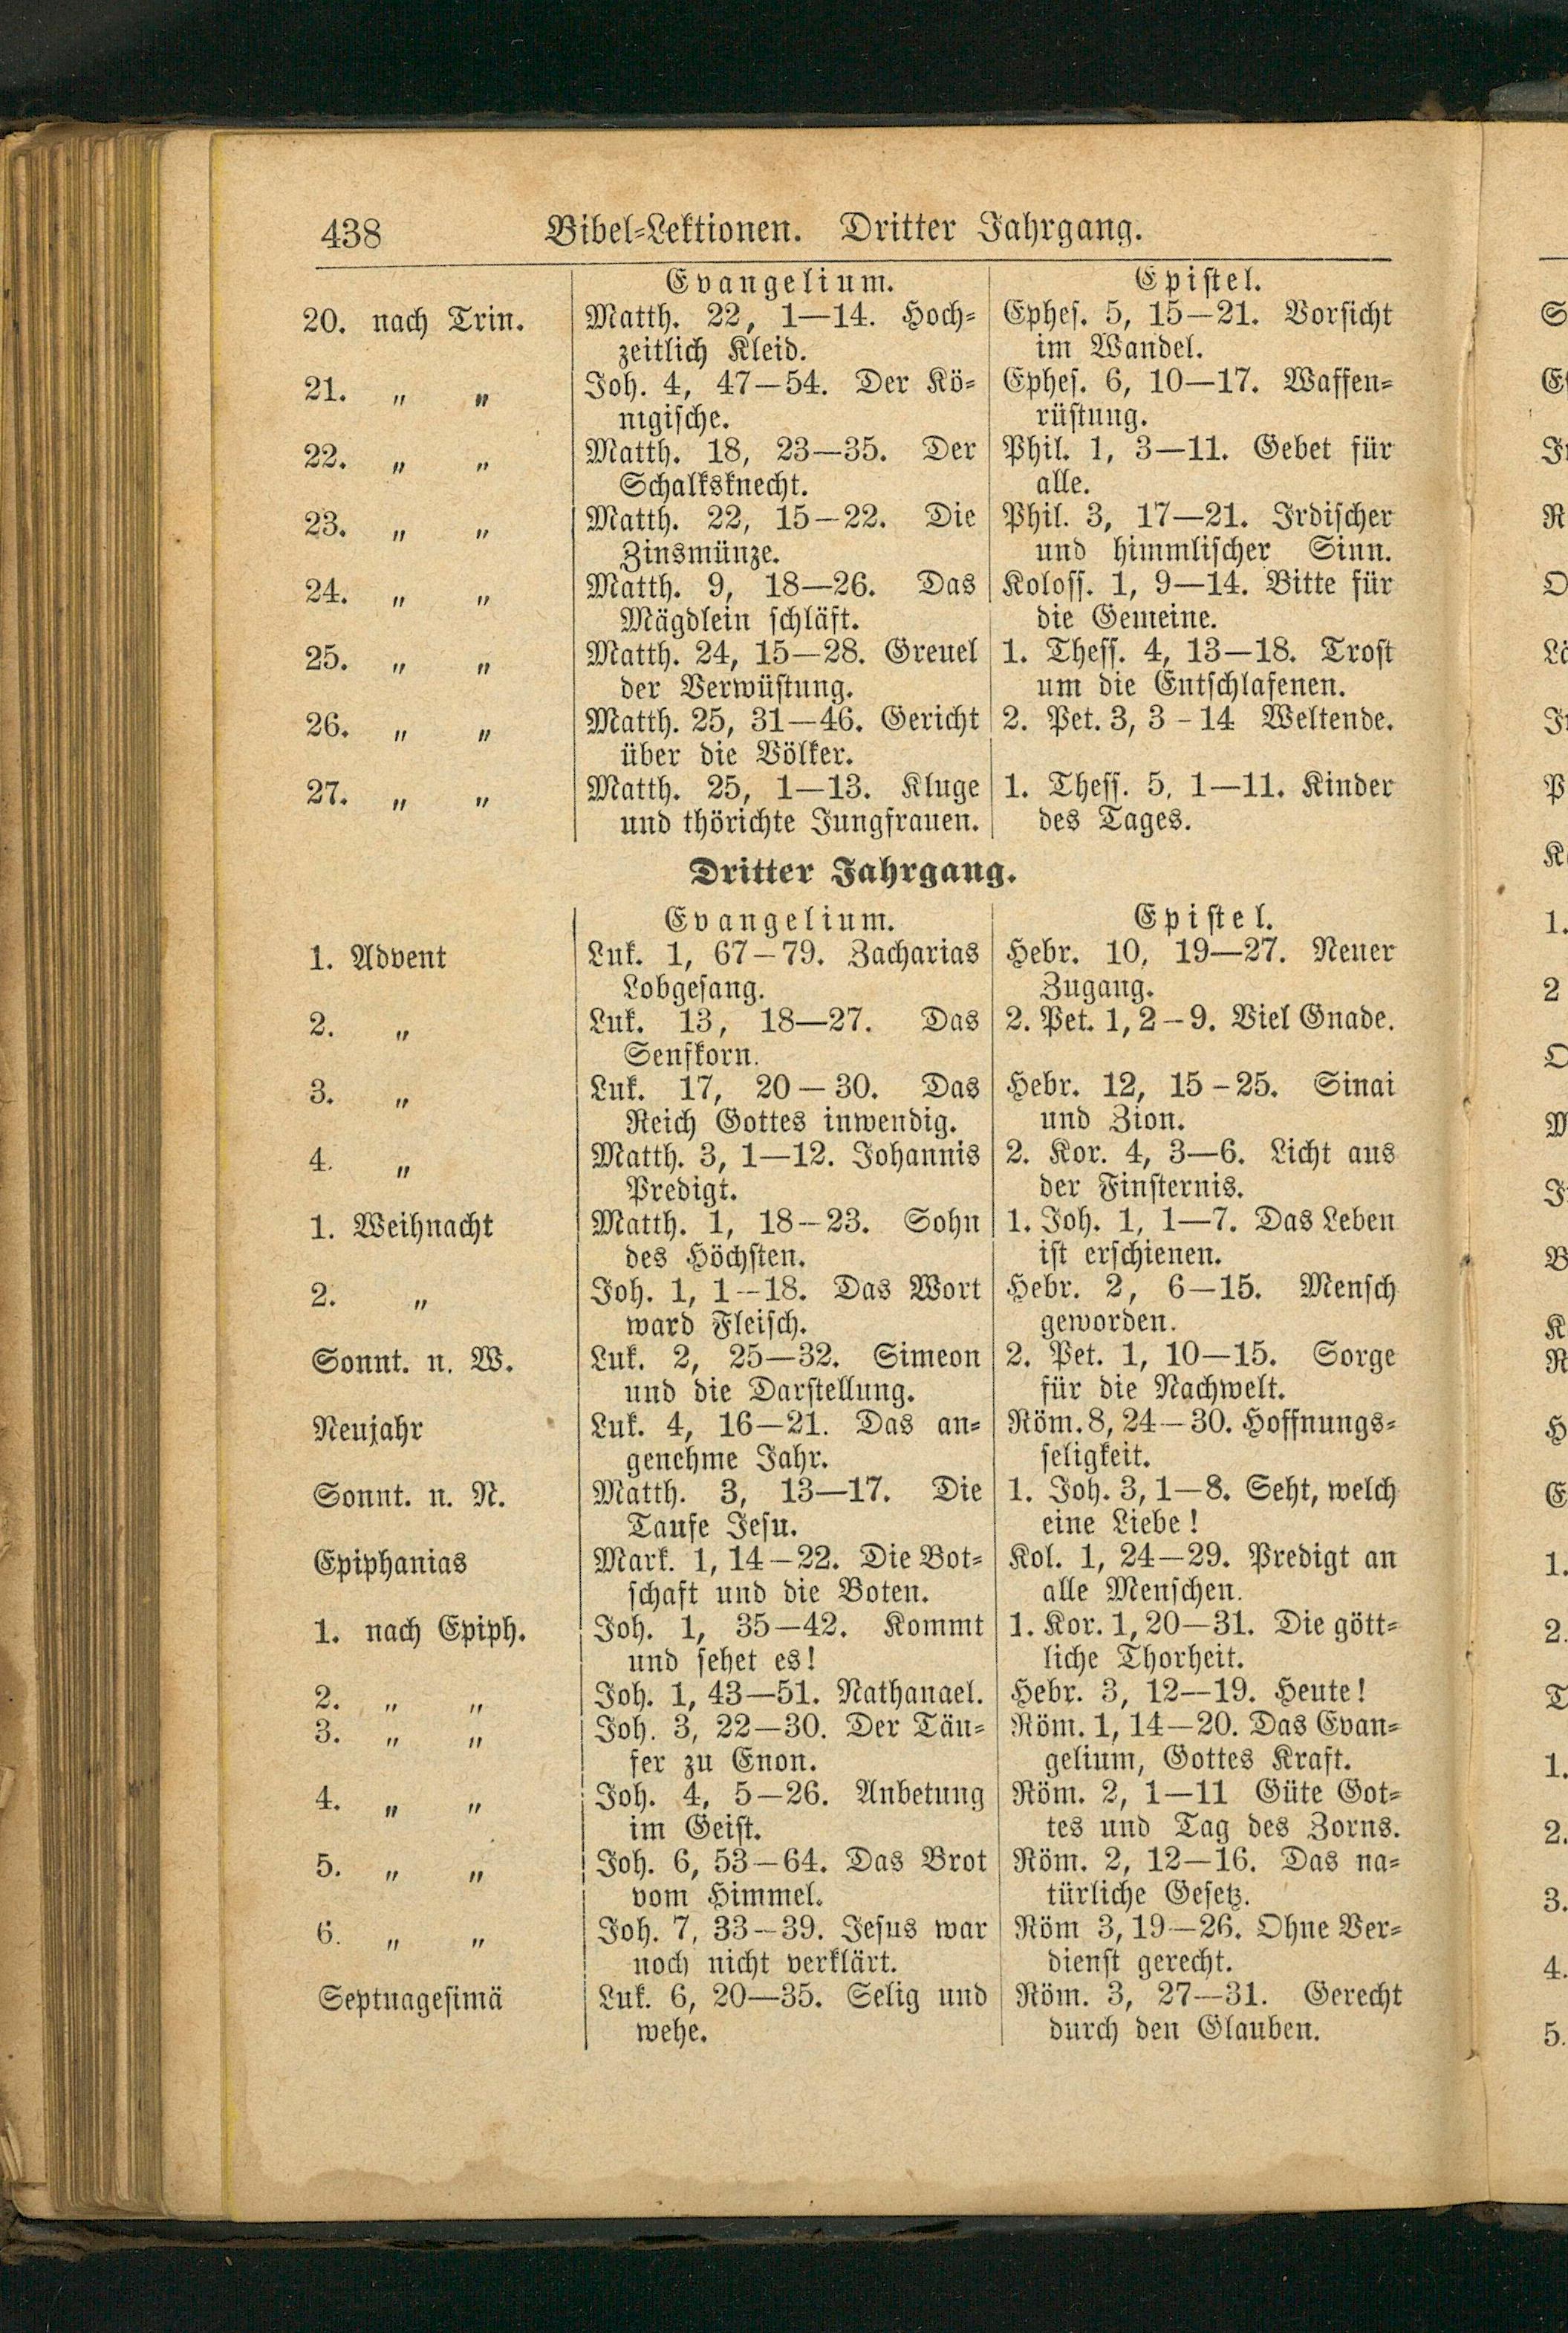 438 Bibel-Lektionen. Dritter Jahrgang.
Evangelium. Epistel.
20. nach Trin. Matth. 22, 1—14. Hoch- Ephes. 5, 15—21. Vorsicht
zeitlich Kleid. im Wandel.
21. „ „ Joh. 4, 47—54. Der Kö- Ephes. 6, 10—17. Waffen-
nigische. rüstung.
22. „ „ Matth. 18, 23—35. Der Phil. 1, 3—11. Gebet für
Schalksknecht. alle.
23. „ „ Matth. 22, 15—22. Die Phil. 3, 17—21. Irdischer
Zinsmünze. und himmlischer Sinn.
24. „ „ Matth. 9, 18—26. Das Koloss. 1, 9—14. Bitte für
Mägdlein schläft. die Gemeine.
25. „ „ Matth. 24, 15—28. Greuel 1. Thess. 4, 13—18. Trost
der Verwüstung. um die Entschlafenen.
26. „ „ Matth. 25, 31—46. Gericht 2. Pet. 3, 3-14 Weltende.
über die Völker.
27. „ „ Matth. 25, 1—13. Kluge 1. Thess. 5, 1—11. Kinder
und thörichte Jungfrauen. des Tages.
Dritter Jahrgang.
Evangelium. Epistel.
1. Advent Luk. 1, 67—79. Zacharias Hebr. 10, 19—27. Neuer
Lobgesang. Zugang.
2. „ Luk. 13, 18—27. Das 2. Pet. 1, 2-9. Viel Gnade.
Senfkorn.
3. „ Luk. 17, 20—30. Das Hebr. 12, 15-25. Sinai
Reich Gottes inwendig. und Zion.
4. „ Matth. 3, 1—12. Johannis 2. Kor. 4, 3—6. Licht aus
Predigt. der Finsternis.
1. Weihnacht Matth. 1, 18—23. Sohn 1. Joh. 1, 1—7. Das Leben
des Höchsten. ist erschienen.
2. „ Joh. 1, 1—18. Das Wort Hebr. 2, 6—15. Mensch
ward Fleisch. geworden.
Sonnt. n. W. Luk. 2, 25—32. Simeon 2. Pet. 1, 10—15. Sorge
und die Darstellung. für die Nachwelt.
Neujahr Luk. 4, 16—21. Das an- Röm. 8, 24—30. Hoffnungs-
genehme Jahr. seligkeit.
Sonnt. n. N. Matth. 3, 13—17. Die 1. Joh. 3, 1—8. Seht, welch
Taufe Jesu. eine Liebe!
Epiphanias Mark. 1, 14—22. Die Bot- Kol. 1, 24—29. Predigt an
schaft und die Boten. alle Menschen.
1. nach Epiph. Joh. 1, 35—42. Kommt 1. Kor. 1, 20—31. Die gött-
und sehet es! liche Thorheit.
2. „ „ Joh. 1, 43—51. Nathanael. Hebr. 3, 12—19. Heute!
3. „ „ Joh. 3, 22—30. Der Täu- Röm. 1, 14—20. Das Evan-
fer zu Enon. gelium, Gottes Kraft.
4. „ „ Joh. 4, 5—26. Anbetung Röm. 2, 1—11 Güte Got-
im Geist. tes und Tag des Zorns.
5. „ „ Joh. 6, 53—64. Das Brot Röm. 2, 12—16. Das na-
vom Himmel. türliche Gesetz.
6. „ „ Joh. 7, 33—39. Jesus war Röm 3, 19—26. Ohne Ver-
noch nicht verklärt. dienst gerecht.
Septuagesimä Luk. 6, 20—35. Selig und Röm. 3, 27—31. Gerecht
wehe. durch den Glauben.